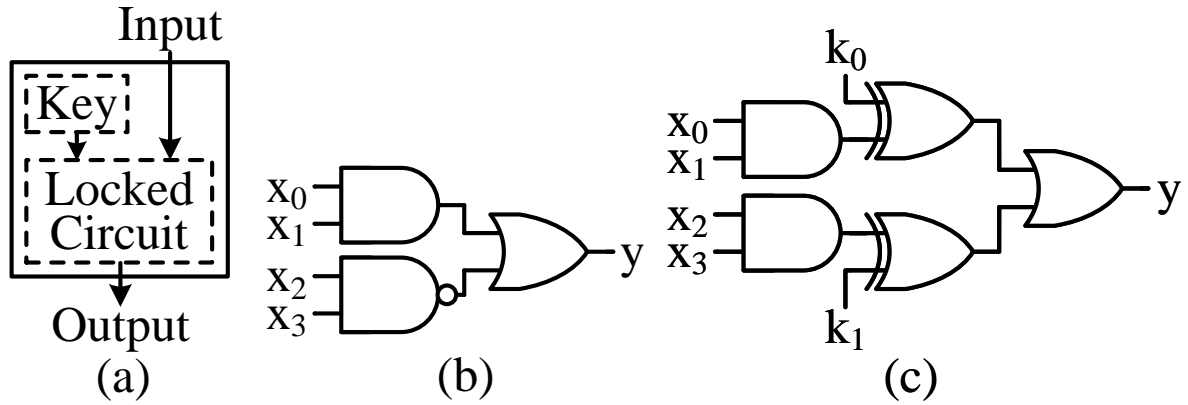 Input
Key
Locked
Circuit
Output
(a)
x₀
x₁
x₂
x₃
y
(b)
k₀
x₀
x₁
x₂
x₃
k₁
y
(c)